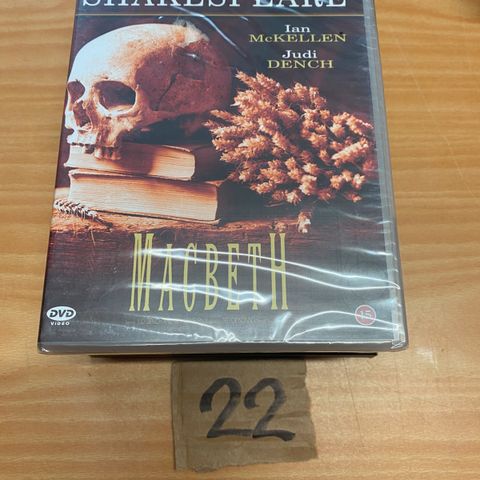 SHAKESPEARE
Ian
McKELLEN
Judi
DENCH
MACBETH
DVD
VIDEO
15
22